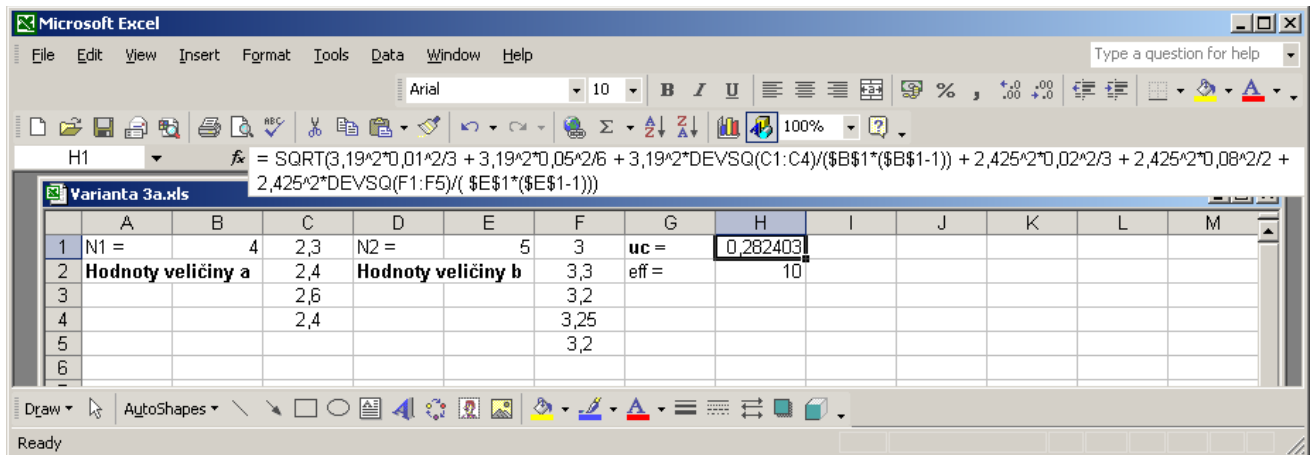 Microsoft Excel
File Edit View Insert Format Tools Data Window Help Type a question for help
Arial 10 B I U % , ,00
ABC Σ 100%
H1 fx = SQRT(3,19^2*0,01^2/3 + 3,19^2*0,05^2/6 + 3,19^2*DEVSQ(C1:C4)/($B$1*($B$1-1)) + 2,425^2*0,02^2/3 + 2,425^2*0,08^2/2 +
2,425^2*DEVSQ(F1:F5)/( $E$1*($E$1-1)))
Varianta 3a.xls
A B C D E F G H I J K L M
1 N1 = 4 2,3 N2 = 5 3 uc = 0,282403
2 Hodnoty veličiny a 2,4 Hodnoty veličiny b 3,3 eff = 10
3 2,6 3,2
4 2,4 3,25
5 3,2
6
Draw AutoShapes
Ready